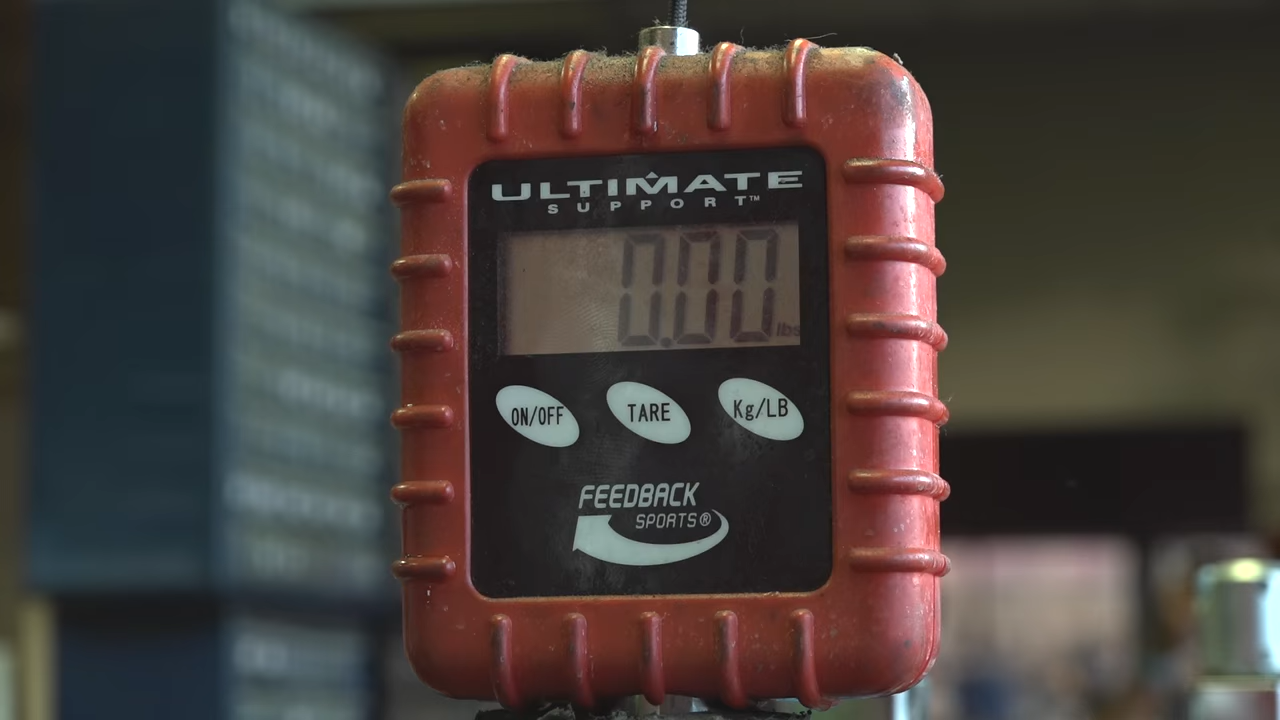 ULTIMATE
SUPPORT™
0.00 lbs
ON/OFF TARE Kg/LB
FEEDBACK
SPORTS®